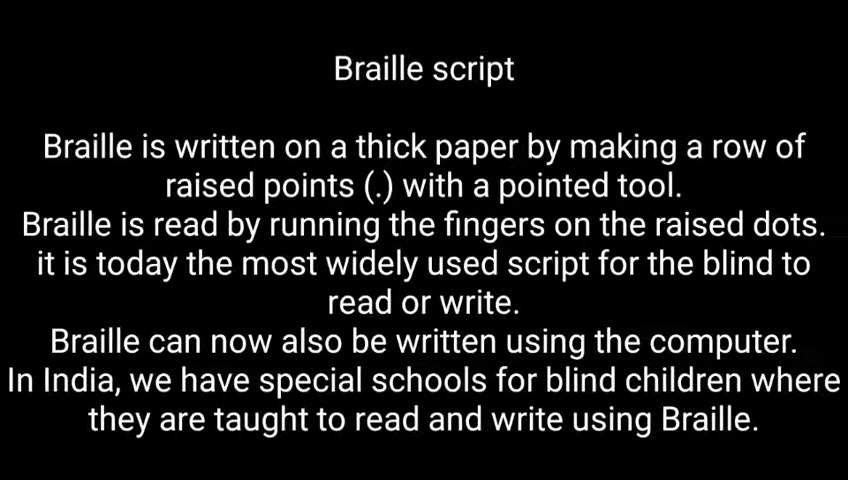 Braille script
Braille is written on a thick paper by making a row of
raised points (.) with a pointed tool.
Braille is read by running the fingers on the raised dots.
it is today the most widely used script for the blind to
read or write.
Braille can now also be written using the computer.
In India, we have special schools for blind children where
they are taught to read and write using Braille.